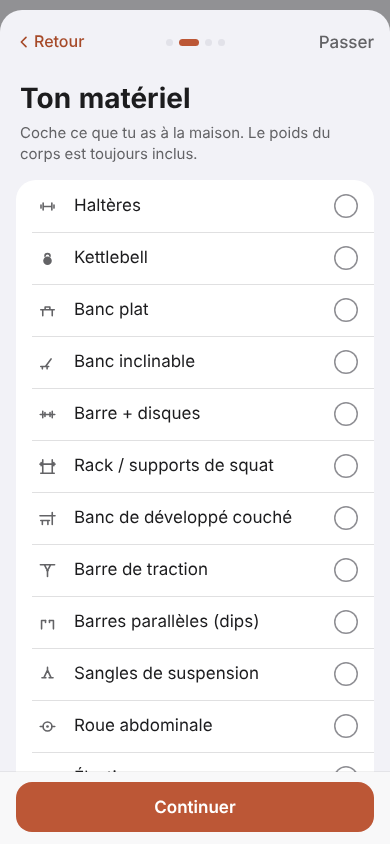 Retour
Passer
Ton matériel
Coche ce que tu as à la maison. Le poids du
corps est toujours inclus.
Haltères
Kettlebell
Banc plat
Banc inclinable
Barre + disques
Rack / supports de squat
Banc de développé couché
Barre de traction
Barres parallèles (dips)
Sangles de suspension
Roue abdominale
Continuer